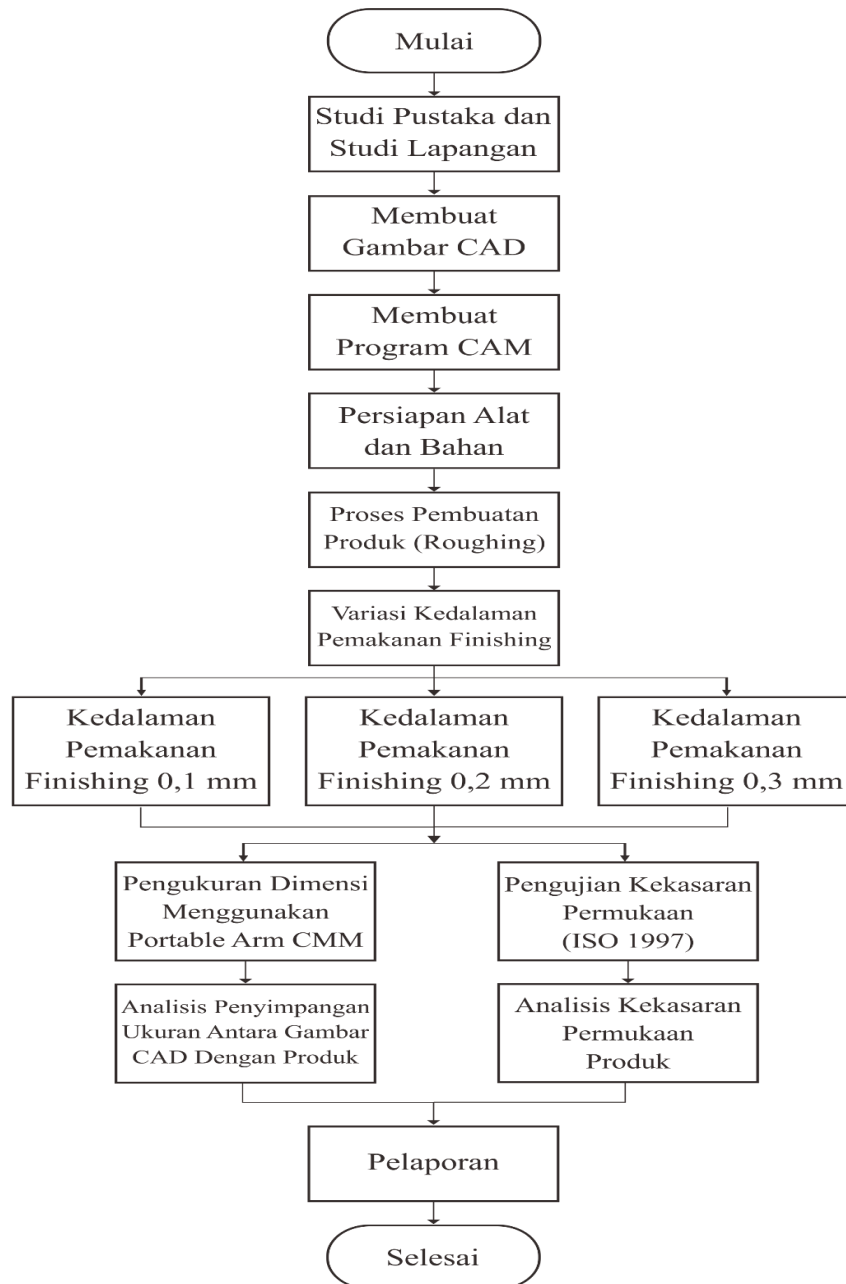 Mulai
Studi Pustaka dan
Studi Lapangan
Membuat
Gambar CAD
Membuat
Program CAM
Persiapan Alat
dan Bahan
Proses Pembuatan
Produk (Roughing)
Variasi Kedalaman
Pemakanan Finishing
Kedalaman
Pemakanan
Finishing 0,1 mm
Kedalaman
Pemakanan
Finishing 0,2 mm
Kedalaman
Pemakanan
Finishing 0,3 mm
Pengukuran Dimensi
Menggunakan
Portable Arm CMM
Pengujian Kekasaran
Permukaan
(ISO 1997)
Analisis Penyimpangan
Ukuran Antara Gambar
CAD Dengan Produk
Analisis Kekasaran
Permukaan
Produk
Pelaporan
Selesai